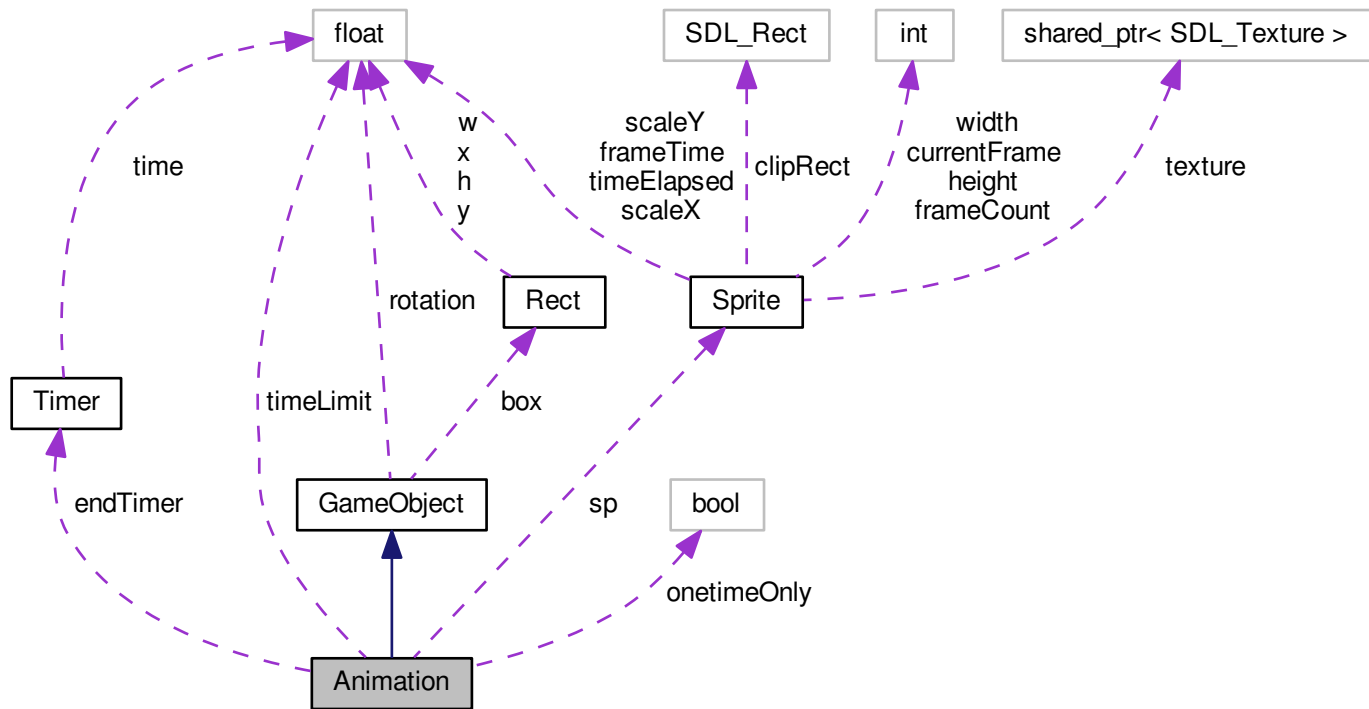 float
SDL_Rect
int
shared_ptr< SDL_Texture >
time
w
x
h
y
scaleY
frameTime
timeElapsed
scaleX
clipRect
width
currentFrame
height
frameCount
texture
rotation
Rect
Sprite
Timer
timeLimit
box
endTimer
GameObject
sp
bool
onetimeOnly
Animation